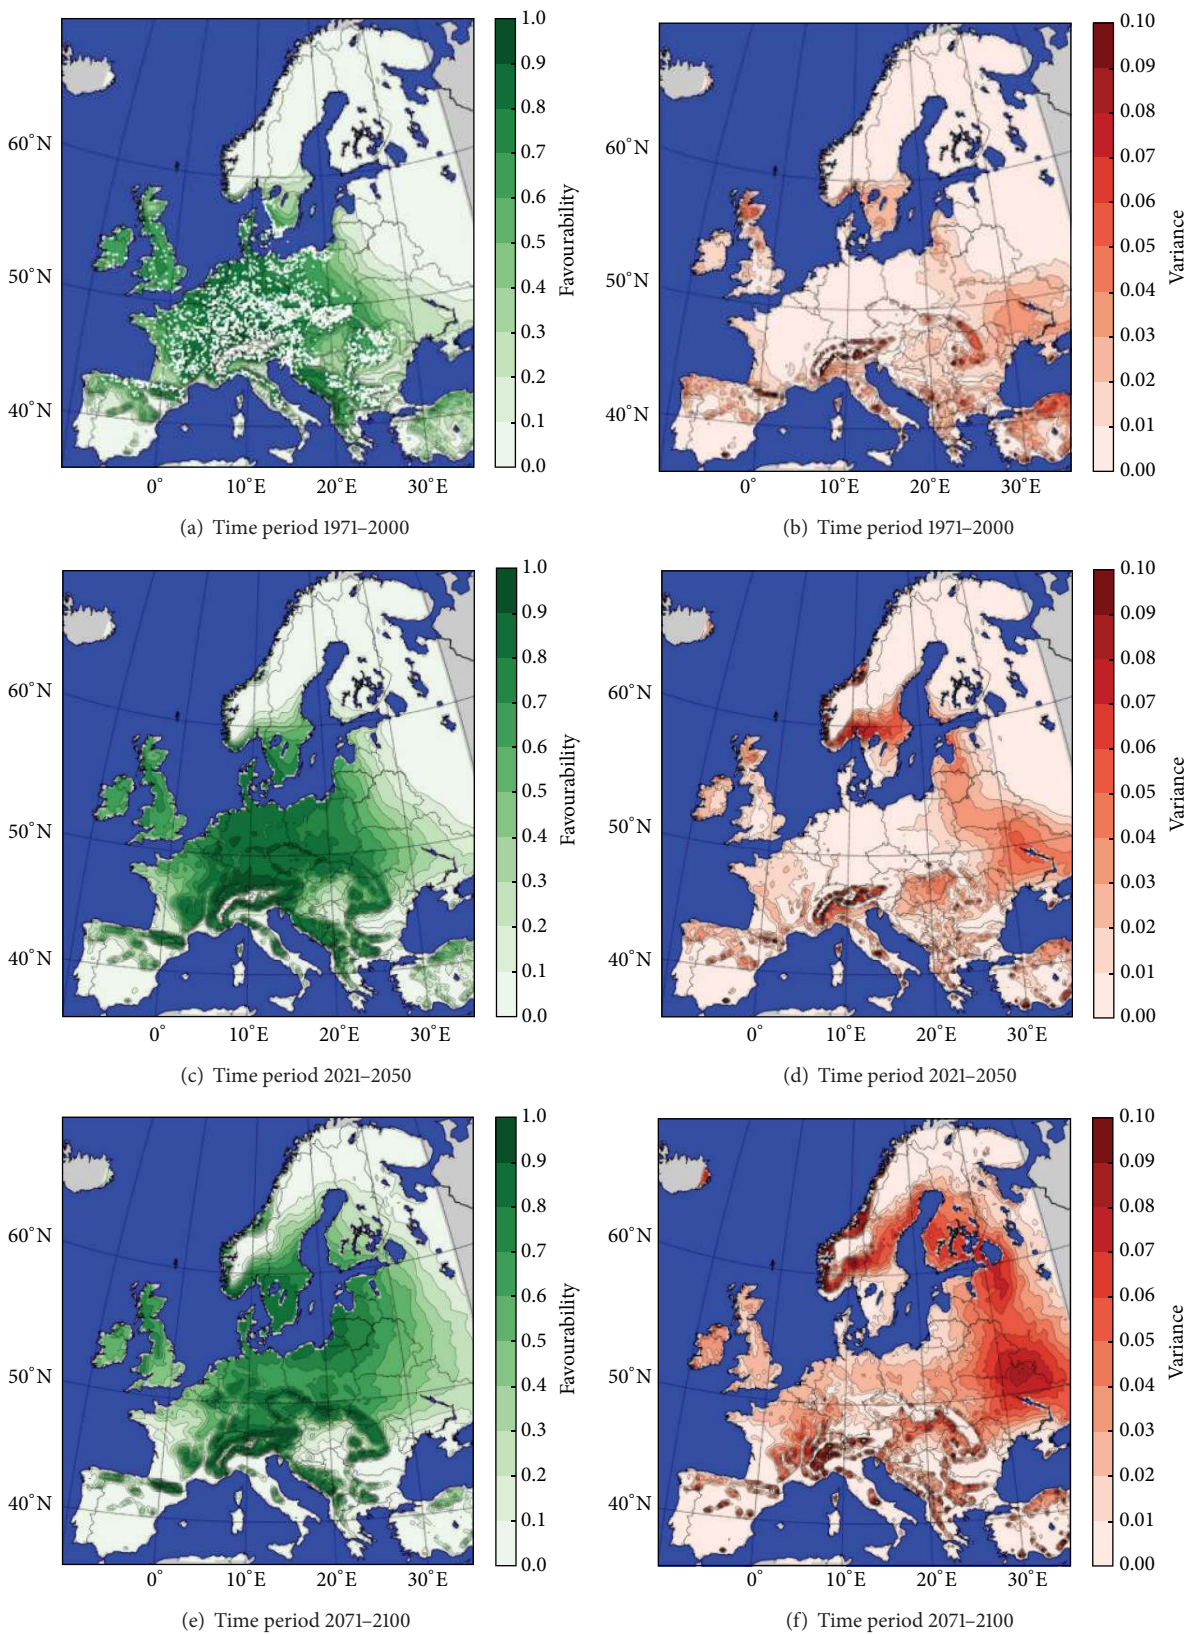 1.0
0.9
0.8
0.7
0.6
0.5
0.4
0.3
0.2
0.1
0.0
Favourability
60°N
50°N
40°N
0° 10°E 20°E 30°E
(a) Time period 1971–2000
0.10
0.09
0.08
0.07
0.06
0.05
0.04
0.03
0.02
0.01
0.00
Variance
60°N
50°N
40°N
0° 10°E 20°E 30°E
(b) Time period 1971–2000
1.0
0.9
0.8
0.7
0.6
0.5
0.4
0.3
0.2
0.1
0.0
Favourability
60°N
50°N
40°N
0° 10°E 20°E 30°E
(c) Time period 2021–2050
0.10
0.09
0.08
0.07
0.06
0.05
0.04
0.03
0.02
0.01
0.00
Variance
60°N
50°N
40°N
0° 10°E 20°E 30°E
(d) Time period 2021–2050
1.0
0.9
0.8
0.7
0.6
0.5
0.4
0.3
0.2
0.1
0.0
Favourability
60°N
50°N
40°N
0° 10°E 20°E 30°E
(e) Time period 2071–2100
0.10
0.09
0.08
0.07
0.06
0.05
0.04
0.03
0.02
0.01
0.00
Variance
60°N
50°N
40°N
0° 10°E 20°E 30°E
(f) Time period 2071–2100